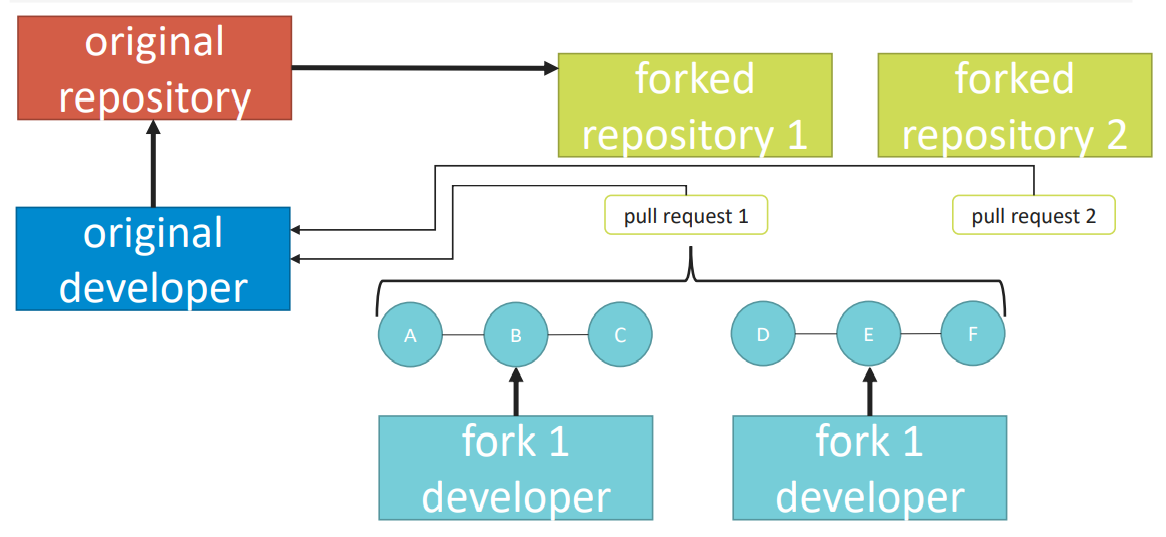 original
repository
forked
repository 1
forked
repository 2
original
developer
pull request 1
pull request 2
A
B
C
D
E
F
fork 1
developer
fork 1
developer